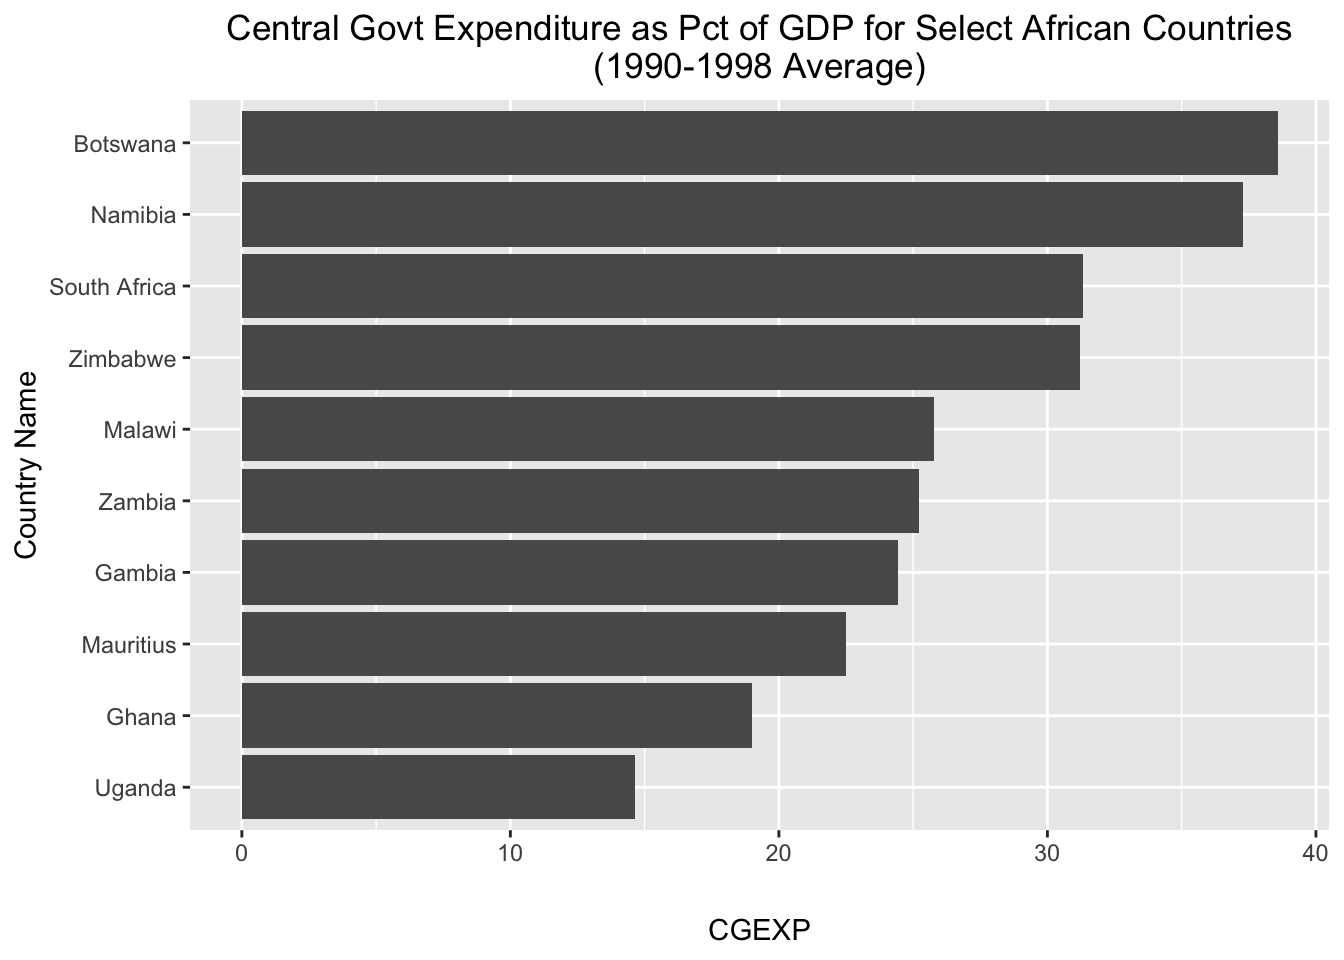 Central Govt Expenditure as Pct of GDP for Select African Countries
(1990-1998 Average)
Country Name
Botswana
Namibia
South Africa
Zimbabwe
Malawi
Zambia
Gambia
Mauritius
Ghana
Uganda
0 10 20 30 40
CGEXP